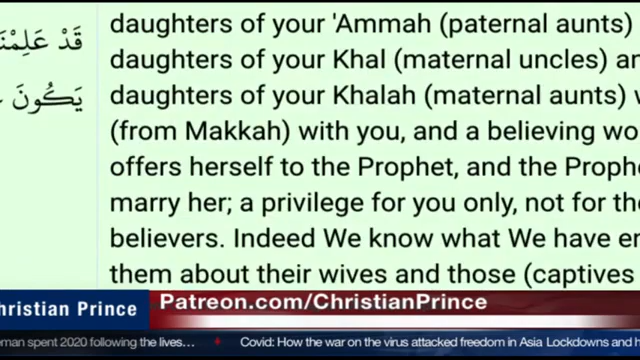 daughters of your 'Ammah (paternal aunts)
قَدْ عَلِمْنَا
daughters of your Khal (maternal uncles) an
يَكُونَ
daughters of your Khalah (maternal aunts) w
(from Makkah) with you, and a believing wo
offers herself to the Prophet, and the Prophe
marry her; a privilege for you only, not for the
believers. Indeed We know what We have en
them about their wives and those (captives
hristian Prince
Patreon.com/ChristianPrince
eman spent 2020 following the lives...
Covid: How the war on the virus attacked freedom in Asia Lockdowns and H